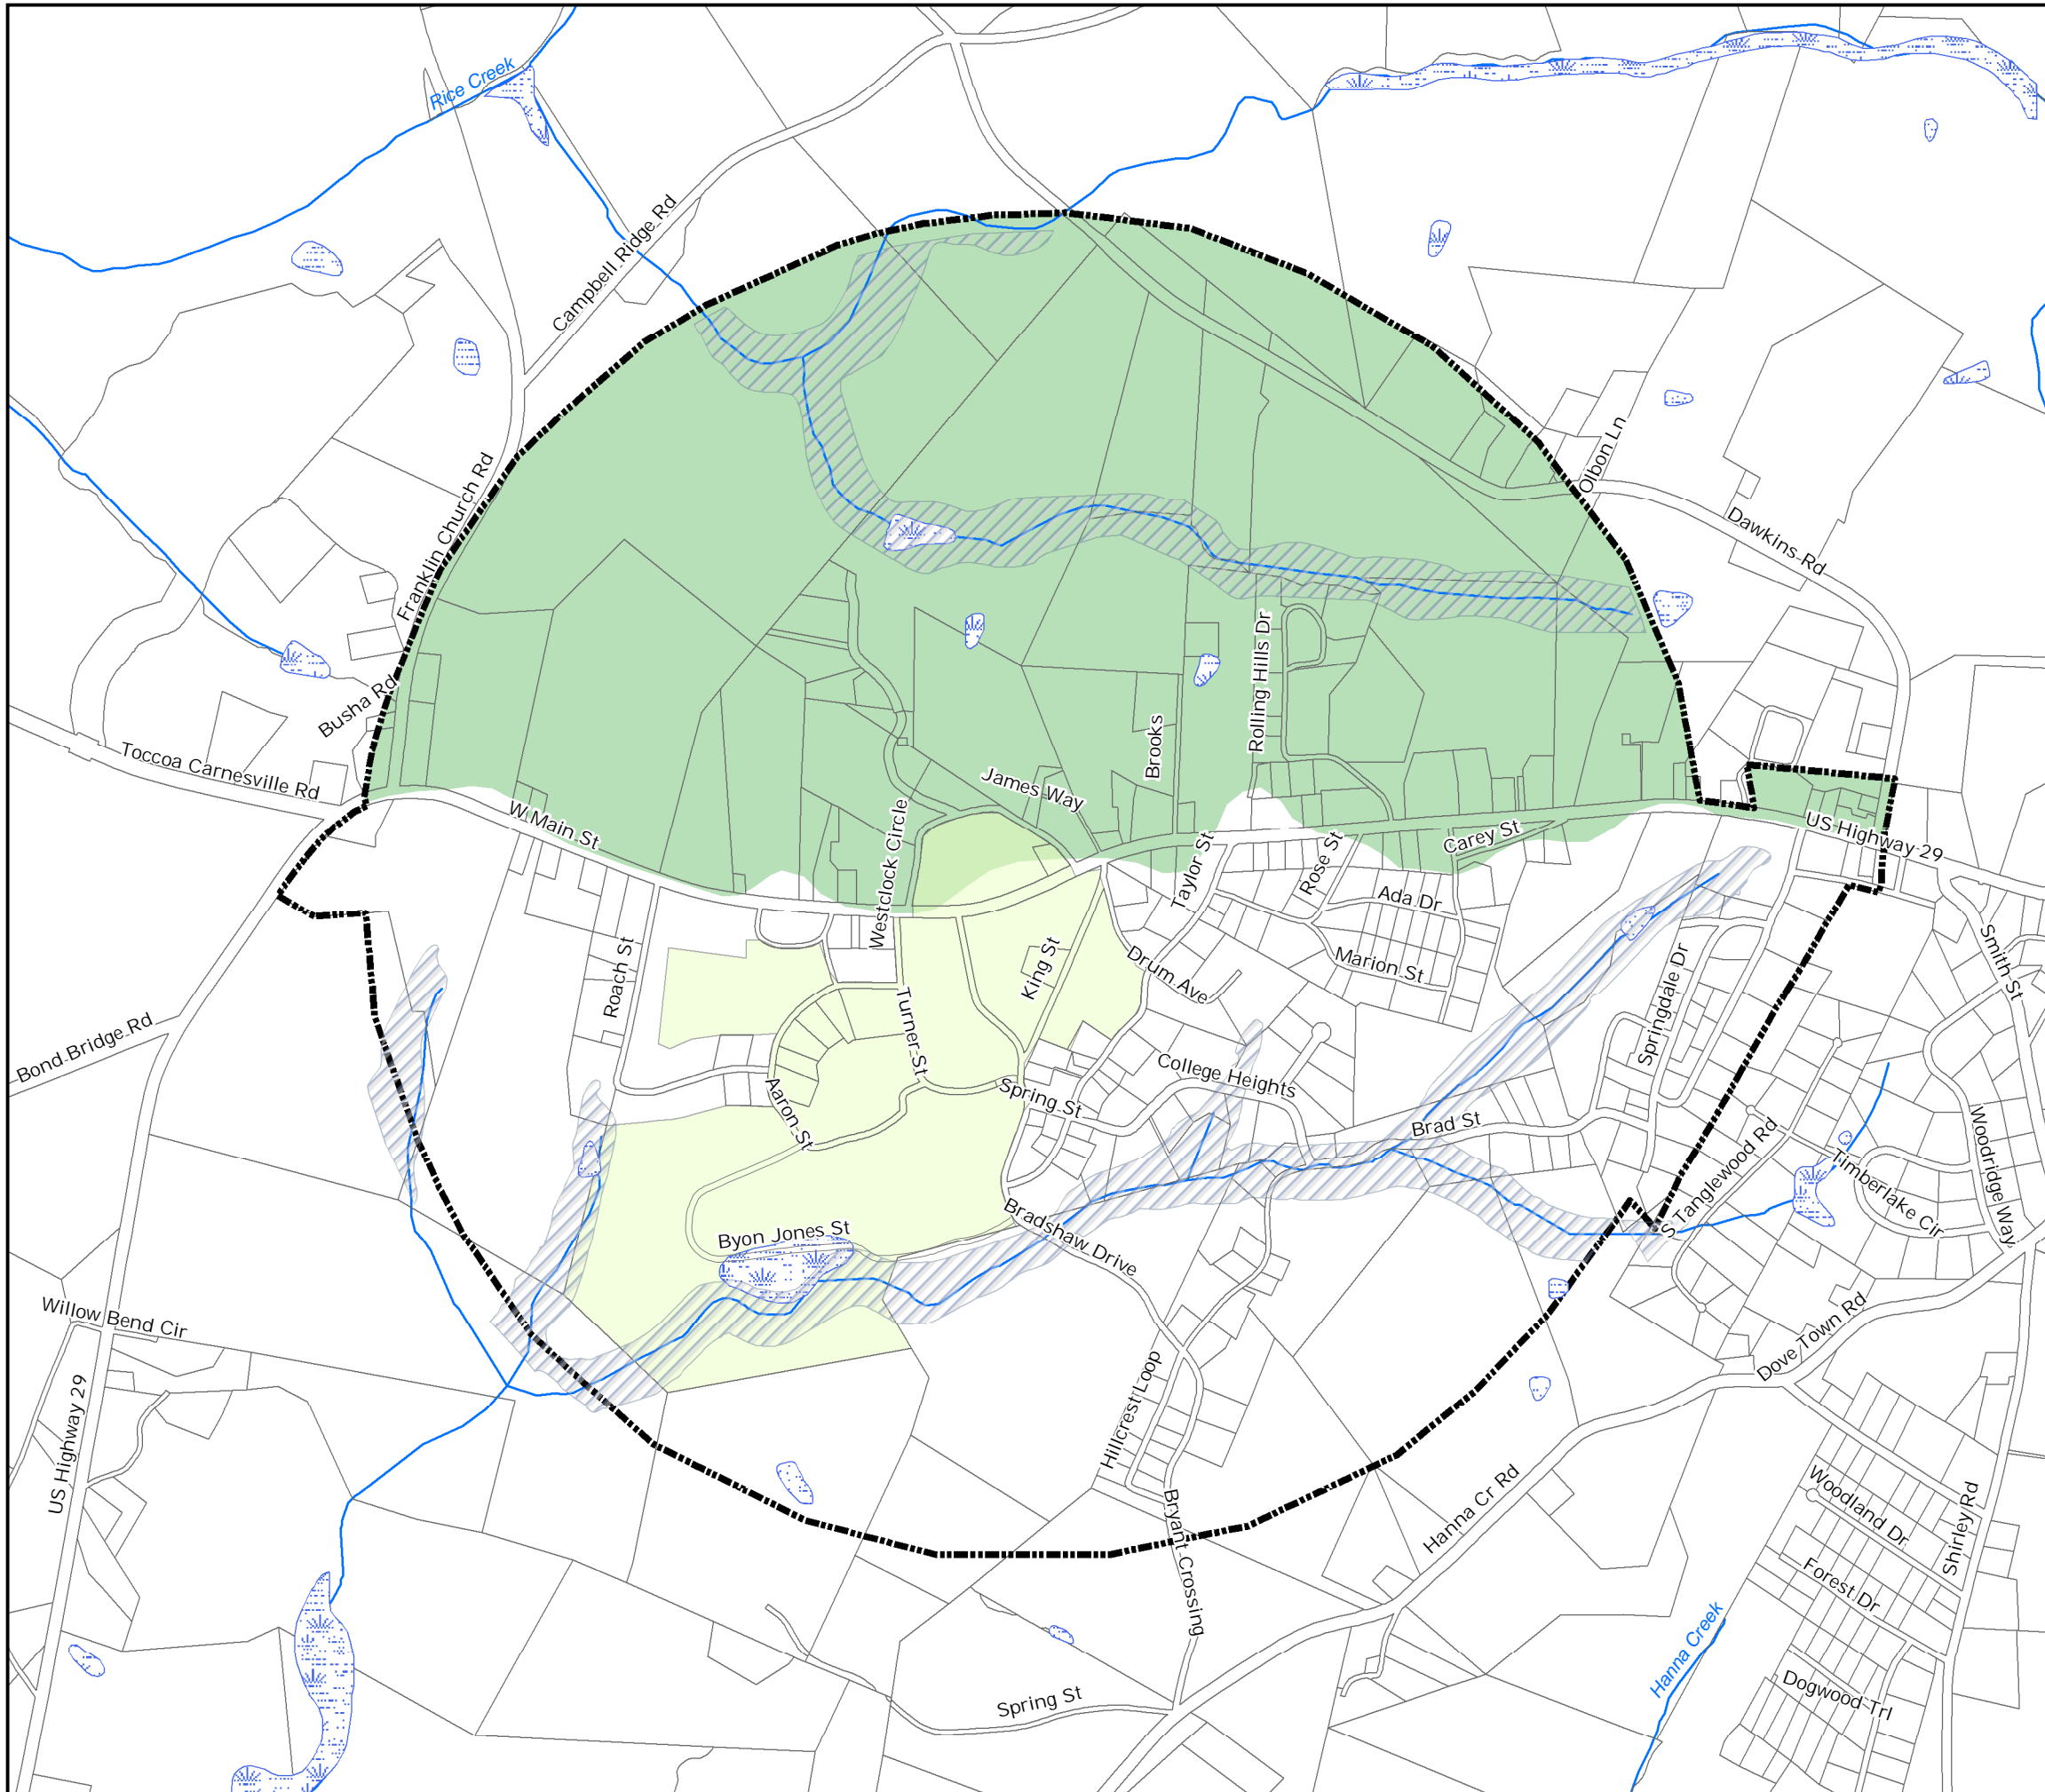 Rice Creek
Campbell Ridge Rd
Olbon Ln
Franklin Church Rd
Dawkins Rd
Rolling Hills Dr
Busha Rd
Brooks
Toccoa Carnesville Rd
James Way
W Main St
Westclock Circle
US Highway 29
Taylor St
Rose St
Carey St
Ada Dr
Roach St
King St
Drum Ave
Marion St
Smith St
Springdale Dr
Turner St
Bond Bridge Rd
College Heights
Spring St
Aaron St
Brad St
S Tanglewood Rd
Timberlake Cir
Woodridge Way
Byon Jones St
Bradshaw Drive
Willow Bend Cir
Dove Town Rd
Hillcrest Loop
US Highway 29
Bryant Crossing
Hanna Cr Rd
Woodland Dr
Shirley Rd
Forest Dr
Hanna Creek
Spring St
Dogwood Trl